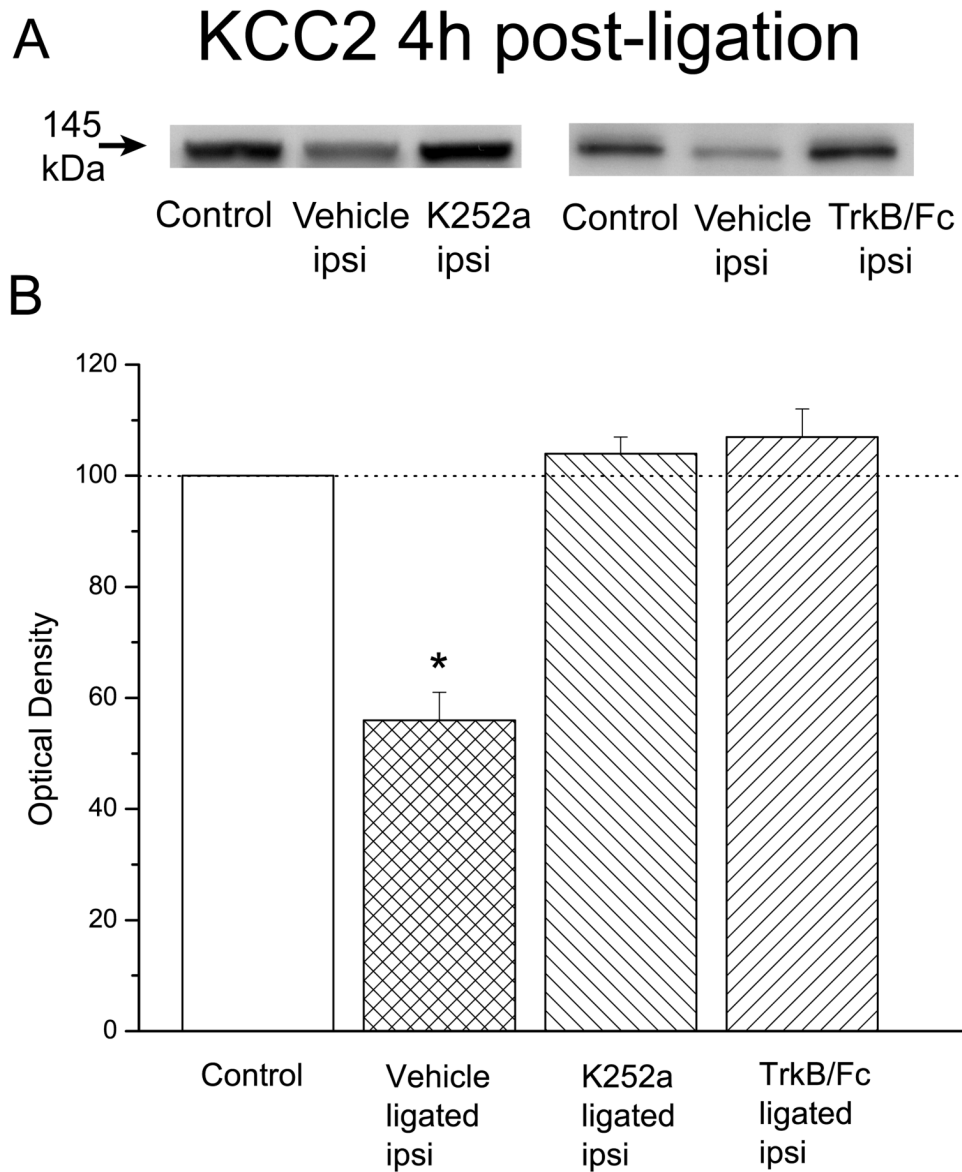 A
KCC2 4h post-ligation
145
kDa
Control
Vehicle
ipsi
K252a
ipsi
Control
Vehicle
ipsi
TrkB/Fc
ipsi
B
Optical Density
120
100
80
60
40
20
0
*
Control
Vehicle
ligated
ipsi
K252a
ligated
ipsi
TrkB/Fc
ligated
ipsi